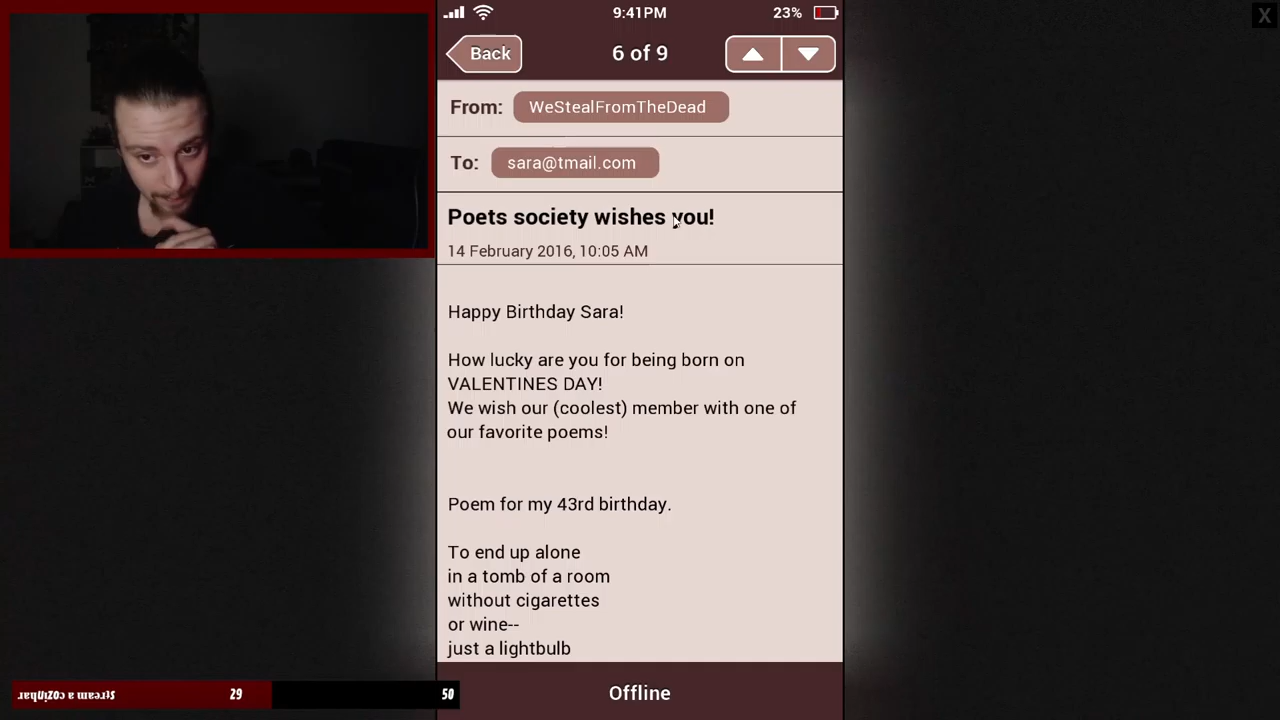 9:41PM
23%
X
Back
6 of 9
From: WeStealFromTheDead
To: sara@tmail.com
Poets society wishes you!
14 February 2016, 10:05 AM
Happy Birthday Sara!
How lucky are you for being born on
VALENTINES DAY!
We wish our (coolest) member with one of
our favorite poems!
Poem for my 43rd birthday.
To end up alone
in a tomb of a room
without cigarettes
or wine--
just a lightbulb
Offline
stream a cozinhar
29
50